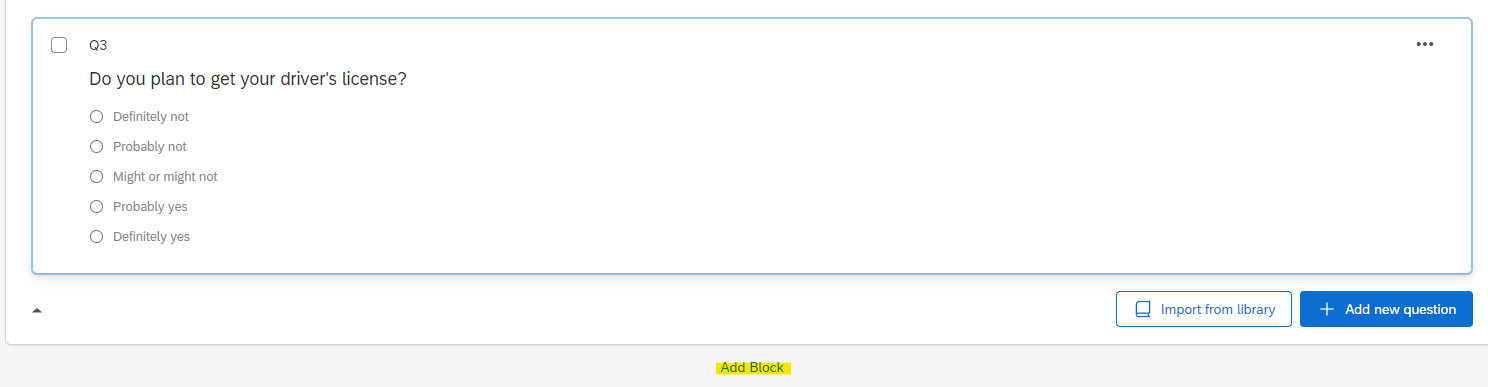 Q3
Do you plan to get your driver's license?
Definitely not
Probably not
Might or might not
Probably yes
Definitely yes
Import from library
Add new question
Add Block